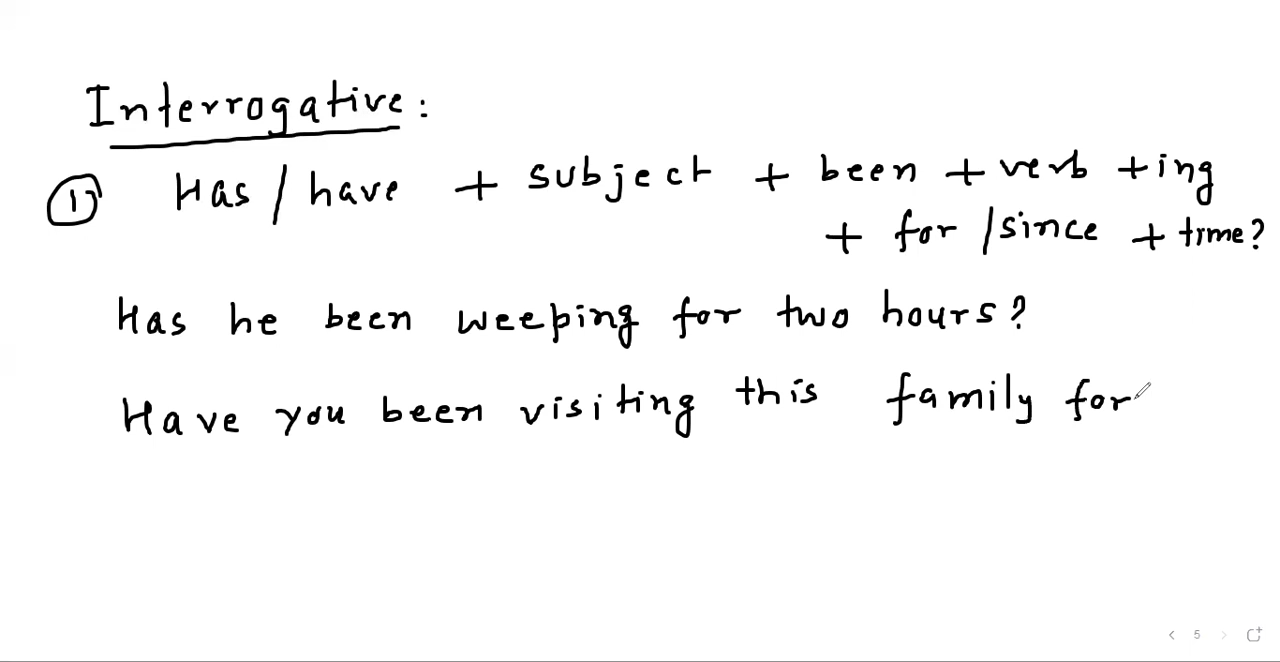 Interrogative:
1) Has / have + subject + been + verb + ing
+ for / since + time?
Has he been weeping for two hours?
Have you been visiting this family for
< 5 >